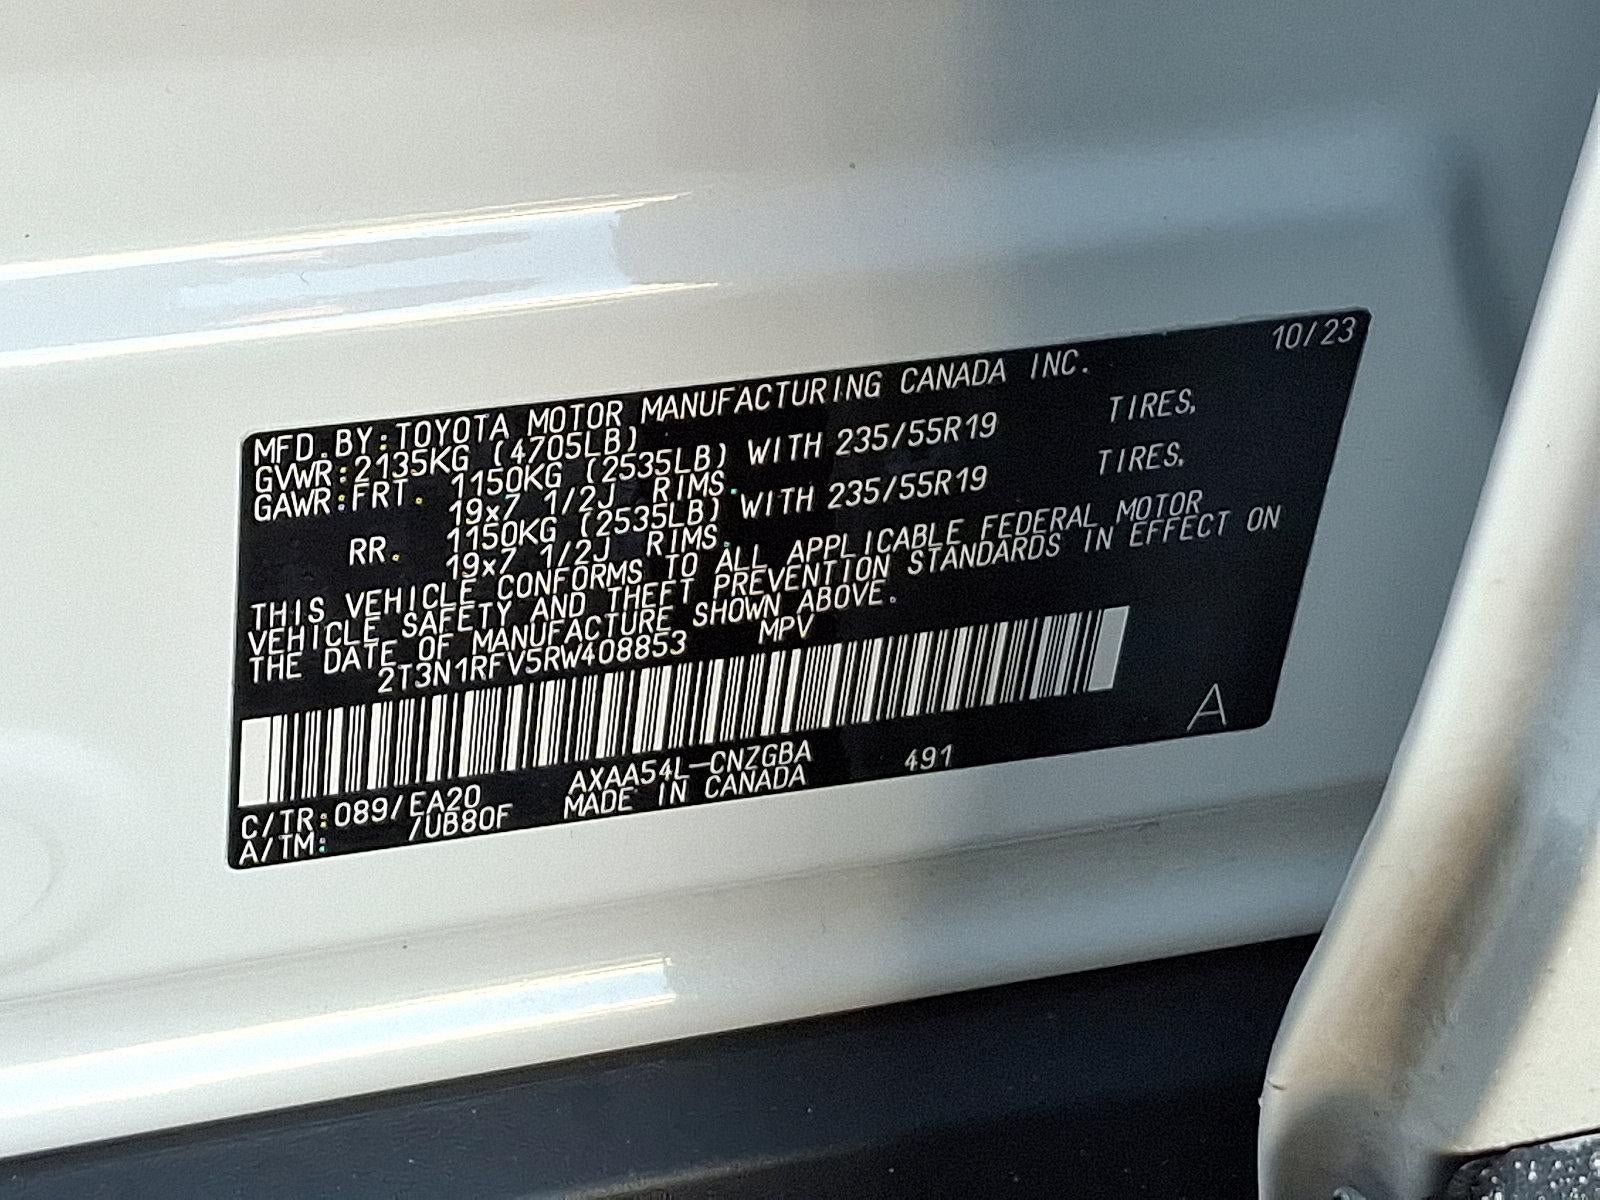 10/23
MFD.BY:TOYOTA MOTOR MANUFACTURING CANADA INC.
GVWR:2135KG (4705LB)
GAWR:FRT. 1150KG (2535LB) WITH 235/55R19 TIRES,
19x7 1/2J RIMS.
RR. 1150KG (2535LB) WITH 235/55R19 TIRES,
19x7 1/2J RIMS.
THIS VEHICLE CONFORMS TO ALL APPLICABLE FEDERAL MOTOR
VEHICLE SAFETY AND THEFT PREVENTION STANDARDS IN EFFECT ON
THE DATE OF MANUFACTURE SHOWN ABOVE.
2T3N1RFV5RW408853 MPV
A
C/TR:089/EA20 AXAA54L-CNZGBA 491
A/TM: /UB80F MADE IN CANADA